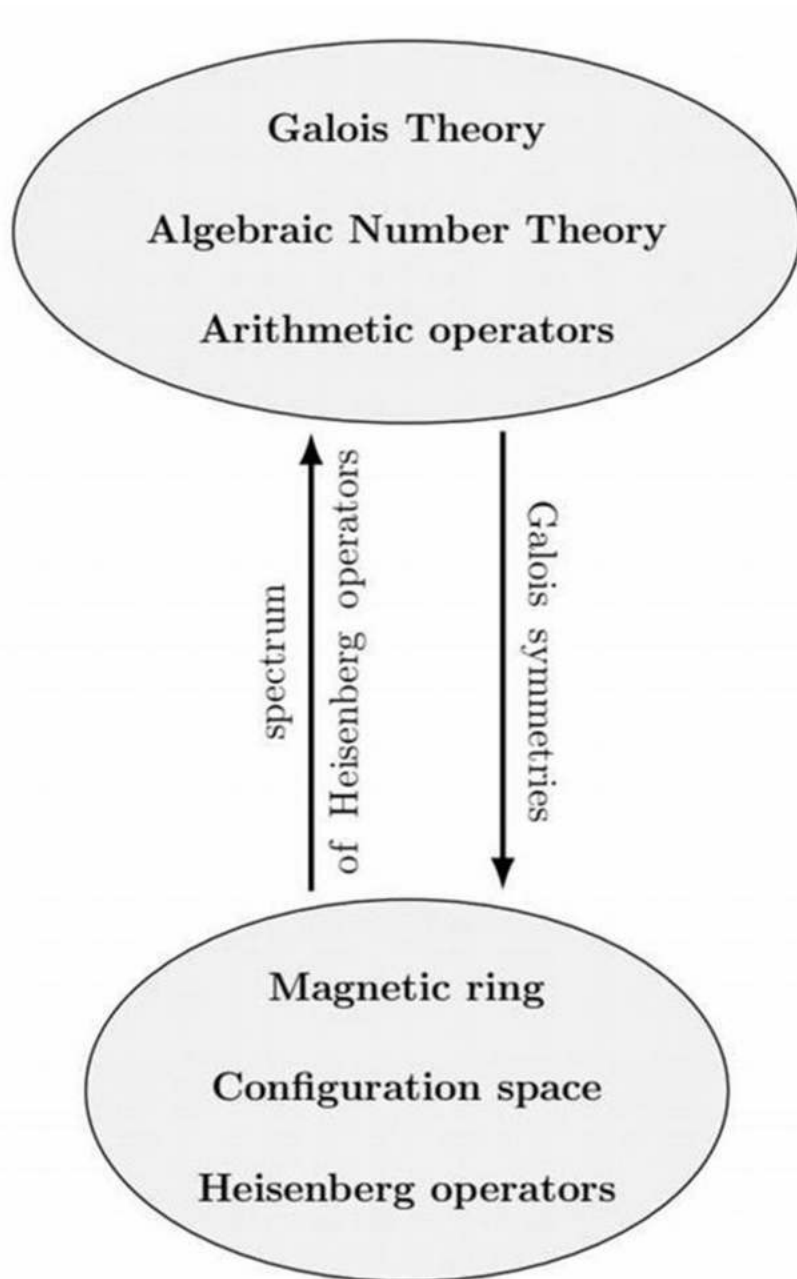 Galois Theory
Algebraic Number Theory
Arithmetic operators
spectrum
of Heisenberg operators
Galois symmetries
Magnetic ring
Configuration space
Heisenberg operators